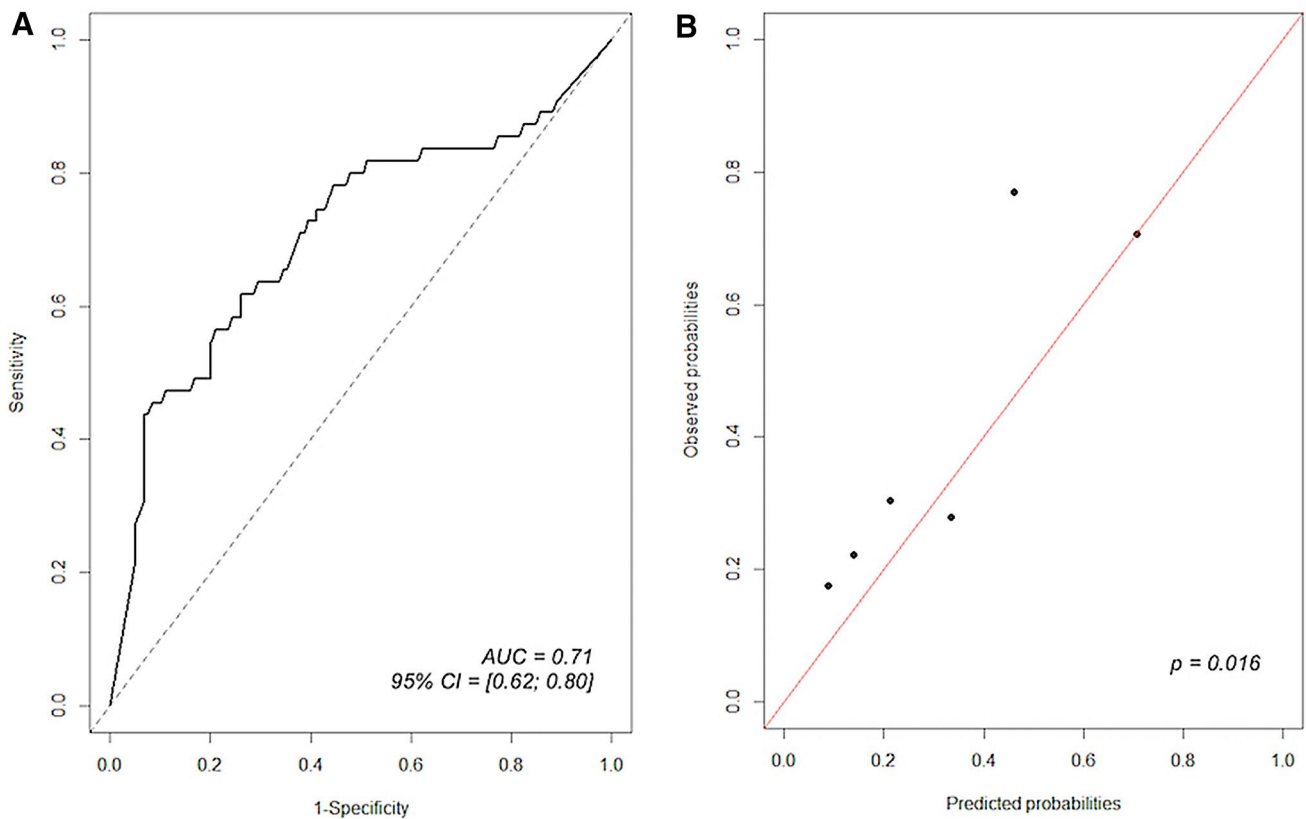 A
1.0
0.8
0.6
0.4
0.2
0.0
Sensitivity
AUC = 0.71
95% CI = [0.62; 0.80]
0.0 0.2 0.4 0.6 0.8 1.0
1-Specificity
B
1.0
0.8
0.6
0.4
0.2
0.0
Observed probabilities
p = 0.016
0.0 0.2 0.4 0.6 0.8 1.0
Predicted probabilities